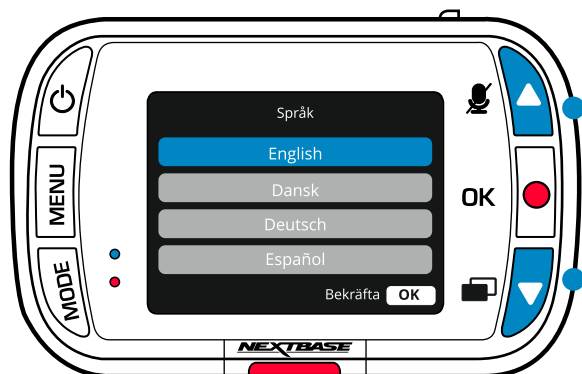 Språk
English
Dansk
Deutsch
Español
Bekräfta OK
MENU
MODE
OK
NEXTBASE